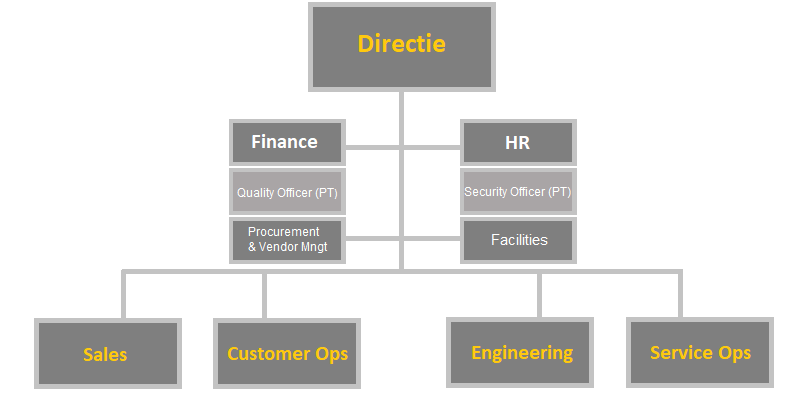 Directie
Finance
HR
Quality Officer (PT)
Security Officer (PT)
Procurement
& Vendor Mngt
Facilities
Sales
Customer Ops
Engineering
Service Ops